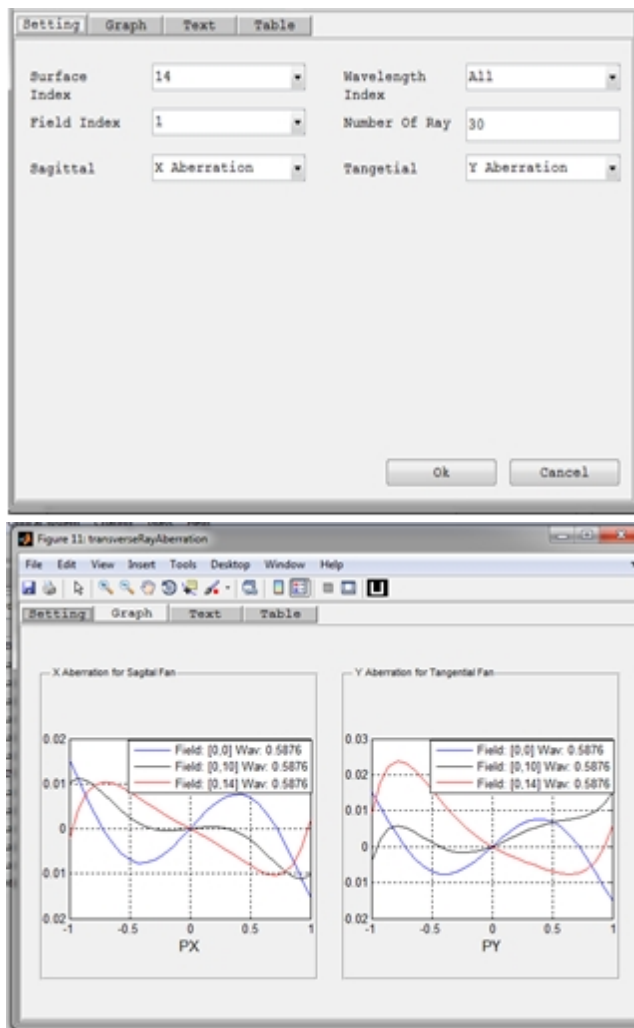 Setting Graph Text Table
Surface Index 14 Wavelength Index All
Field Index 1 Number Of Ray 30
Sagittal X Aberration Tangetial Y Aberration
Ok Cancel
Figure 11: transverseRayAberration
File Edit View Insert Tools Desktop Window Help
Setting Graph Text Table
X Aberration for Sagital Fan
0.02
0.01
0
-0.01
-0.02
-1 -0.5 0 0.5 1
PX
Field: [0,0] Wav: 0.5876
Field: [0,10] Wav: 0.5876
Field: [0,14] Wav: 0.5876
Y Aberration for Tangential Fan
0.03
0.02
0.01
0
0.01
0.02
-1 -0.5 0 0.5 1
PY
Field: [0,0] Wav: 0.5876
Field: [0,10] Wav: 0.5876
Field: [0,14] Wav: 0.5876